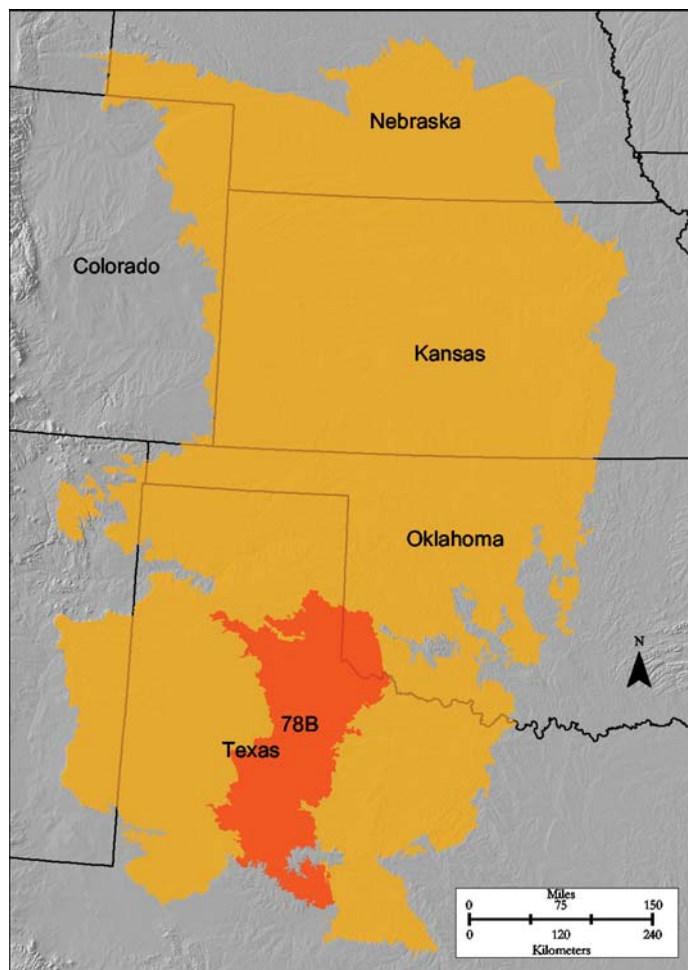 Nebraska
Colorado
Kansas
Oklahoma
N
78B
Texas
Miles
0 75 150
0 120 240
Kilometers